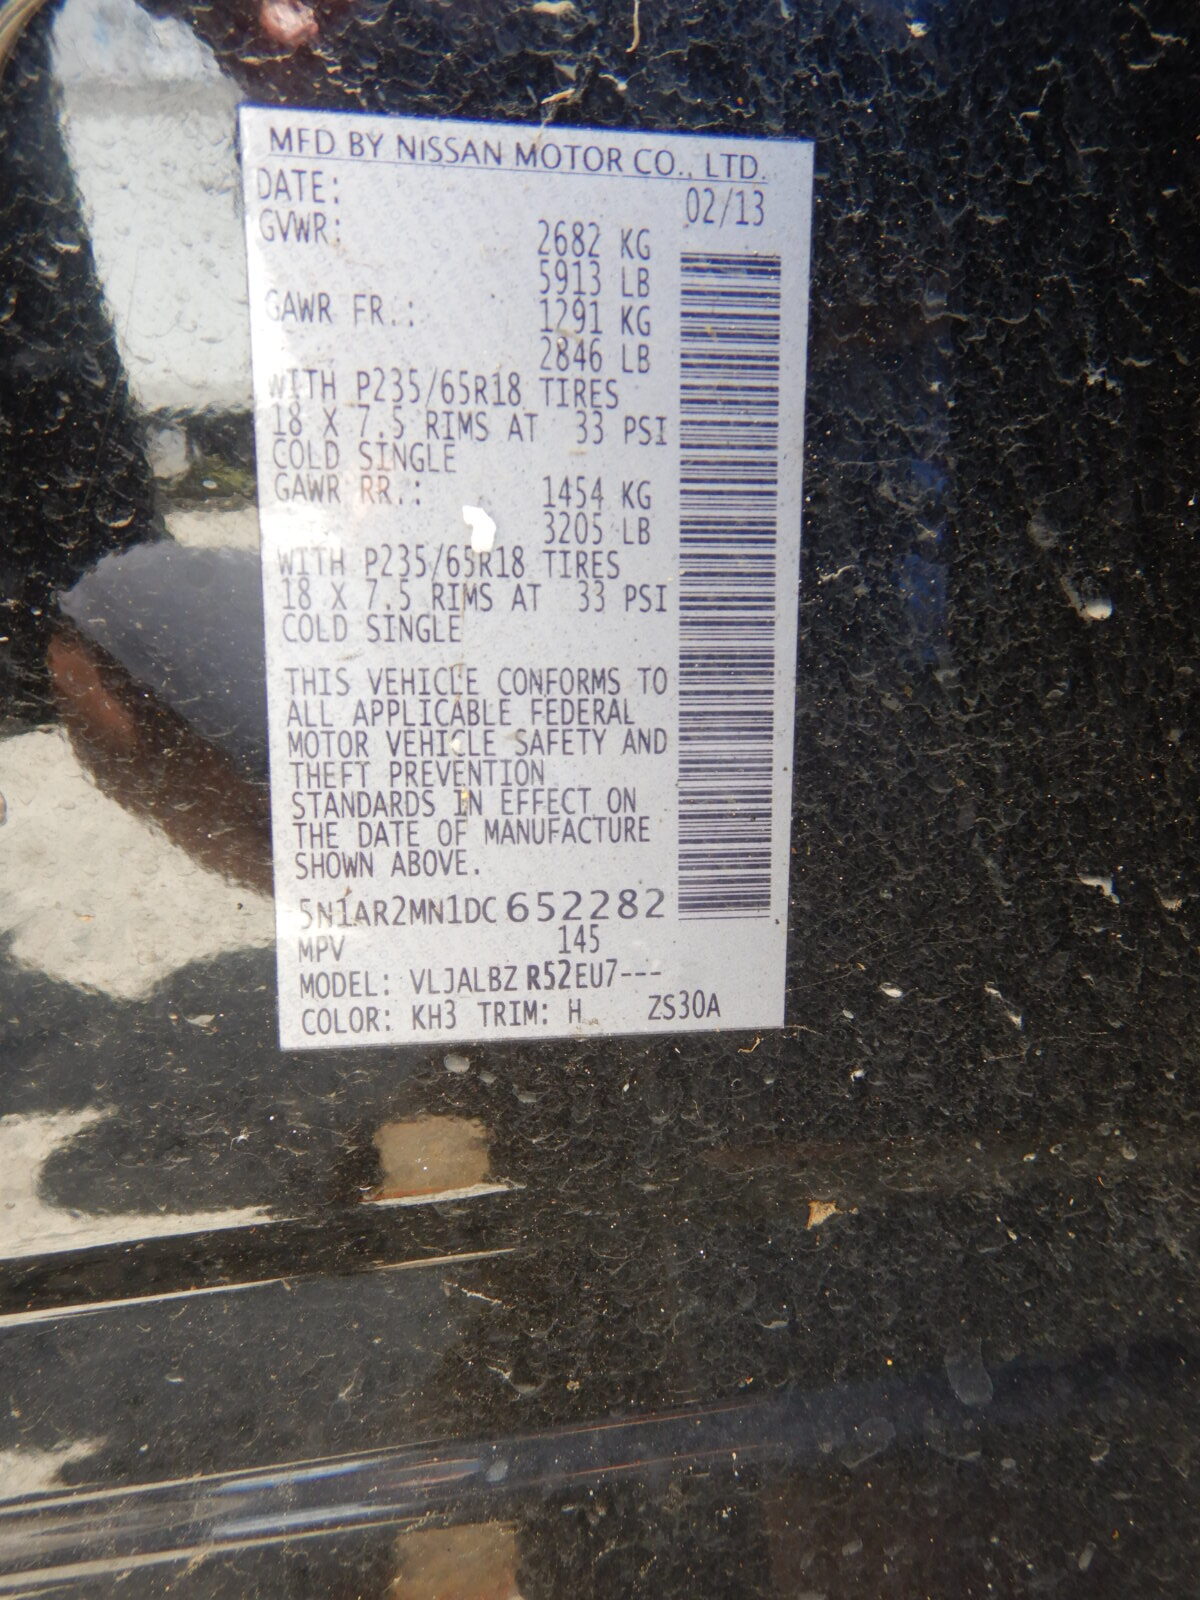 MFD BY NISSAN MOTOR CO., LTD.
DATE: 02/13
GVWR: 2682 KG
5913 LB
GAWR FR.: 1291 KG
2846 LB
WITH P235/65R18 TIRES
18 X 7.5 RIMS AT 33 PSI
COLD SINGLE
GAWR RR.: 1454 KG
3205 LB
WITH P235/65R18 TIRES
18 X 7.5 RIMS AT 33 PSI
COLD SINGLE
THIS VEHICLE CONFORMS TO
ALL APPLICABLE FEDERAL
MOTOR VEHICLE SAFETY AND
THEFT PREVENTION
STANDARDS IN EFFECT ON
THE DATE OF MANUFACTURE
SHOWN ABOVE.
5N1AR2MN1DC652282
MPV 145
MODEL: VLJALBZ R52EU7---
COLOR: KH3 TRIM: H ZS30A